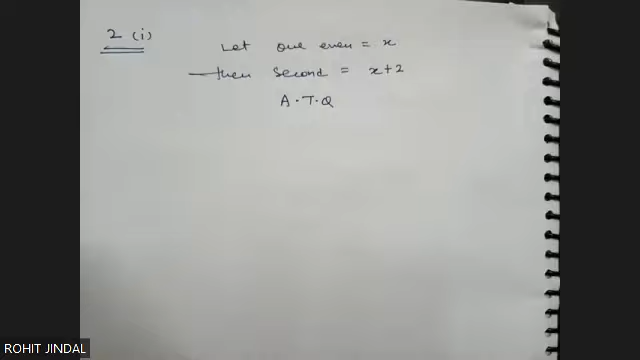 2 (i)
Let one even = x
then second = x+2
A.T.Q
ROHIT JINDAL